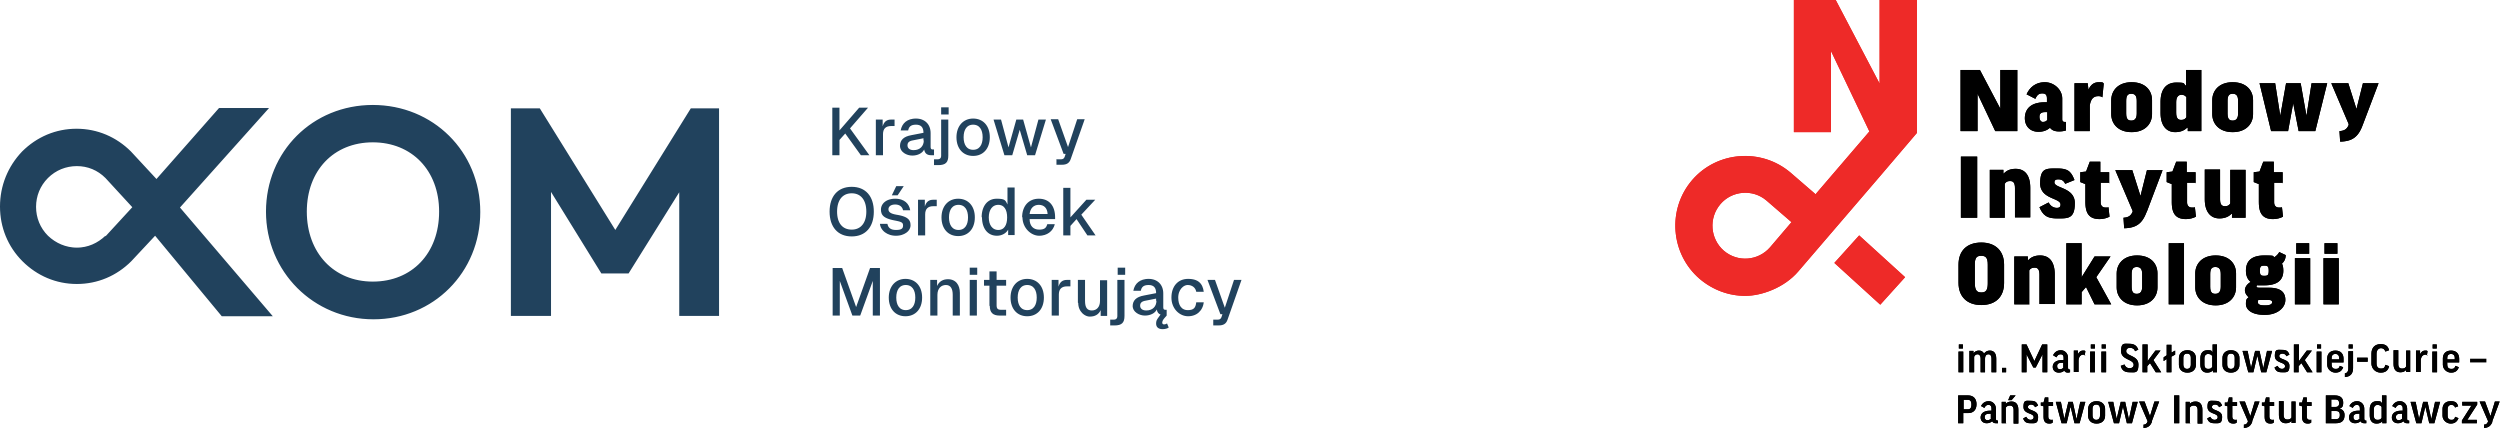 KOM
Krajowy
Ośrodek
Monitorujący
Narodowy
Instytut
Onkologii
im. Marii Skłodowskiej-Curie –
Państwowy Instytut Badawczy